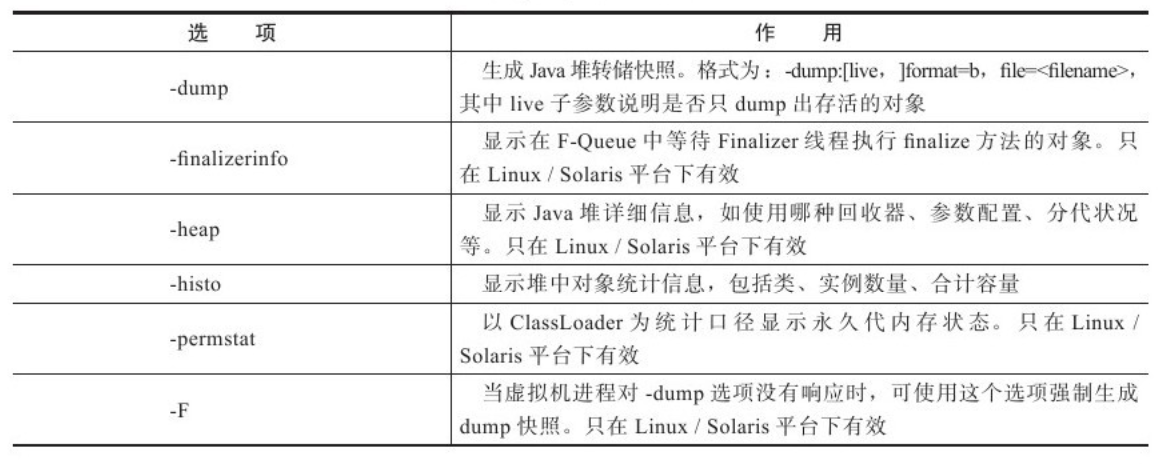 选 项 作 用
-dump
生成 Java 堆转储快照。格式为：-dump:[live，]format=b，file=<filename>，
其中 live 子参数说明是否只 dump 出存活的对象
-finalizerinfo
显示在 F-Queue 中等待 Finalizer 线程执行 finalize 方法的对象。只
在 Linux / Solaris 平台下有效
-heap
显示 Java 堆详细信息，如使用哪种回收器、参数配置、分代状况
等。只在 Linux / Solaris 平台下有效
-histo 显示堆中对象统计信息，包括类、实例数量、合计容量
-permstat
以 ClassLoader 为统计口径显示永久代内存状态。只在 Linux /
Solaris 平台下有效
-F
当虚拟机进程对 -dump 选项没有响应时，可使用这个选项强制生成
dump 快照。只在 Linux / Solaris 平台下有效